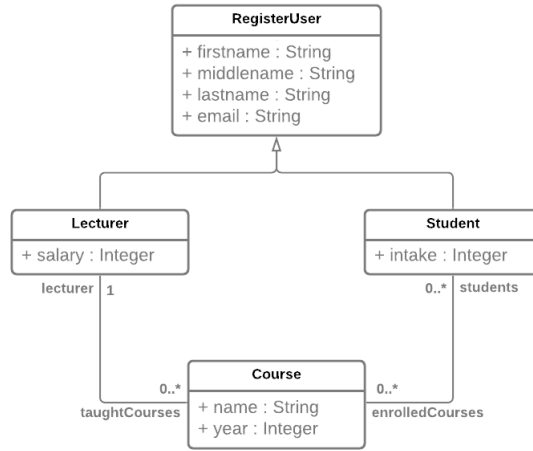 RegisterUser
+ firstname : String
+ middlename : String
+ lastname : String
+ email : String
Lecturer
+ salary : Integer
Student
+ intake : Integer
lecturer 1
0..* students
0..*
taughtCourses
Course
+ name : String
+ year : Integer
0..*
enrolledCourses